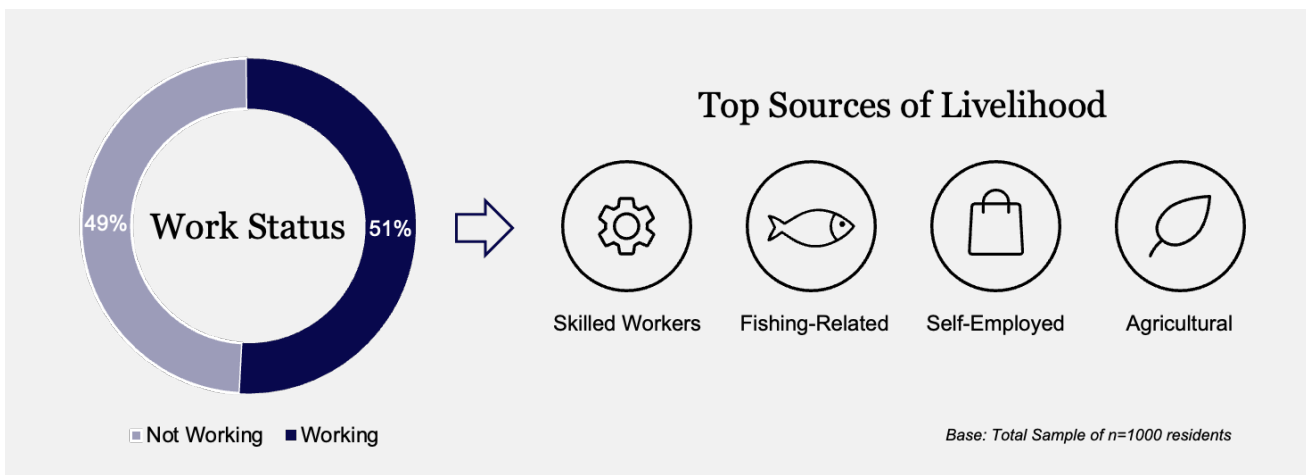 Top Sources of Livelihood
49%
Work Status
51%
Skilled Workers
Fishing-Related
Self-Employed
Agricultural
Not Working
Working
Base: Total Sample of n=1000 residents